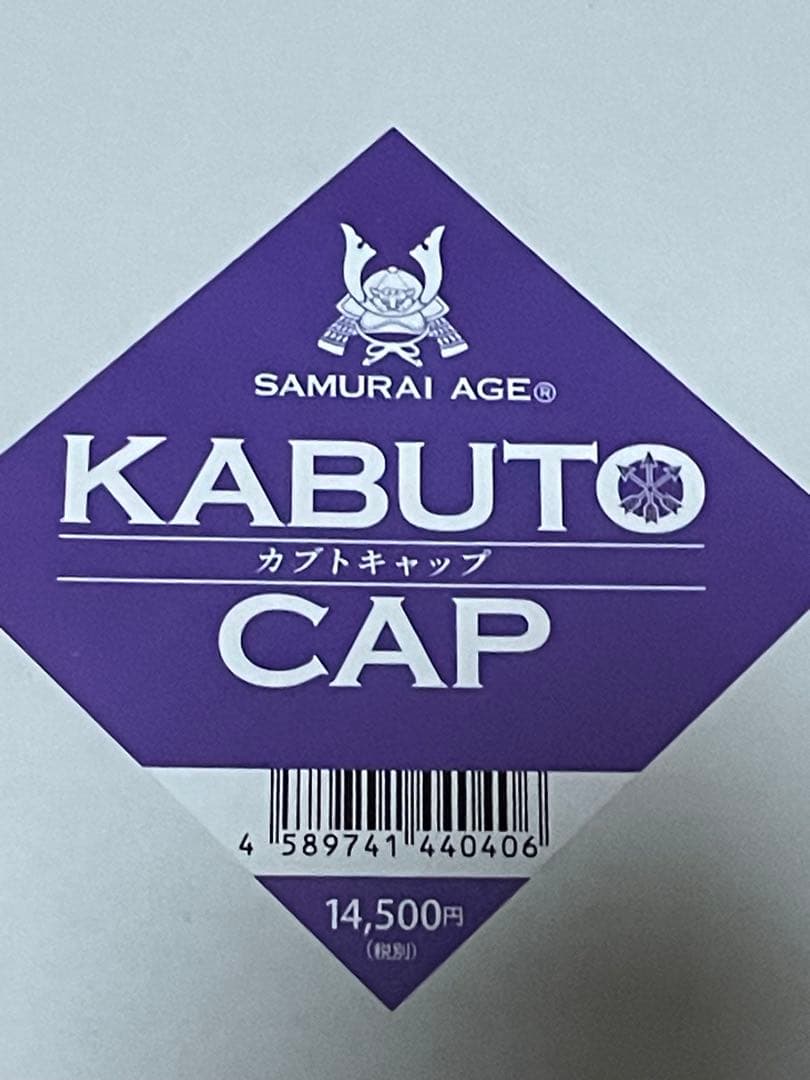 SAMURAI AGE®
KABUTO
カブトキャップ
CAP
4 589741 440406
14,500円
(税別)